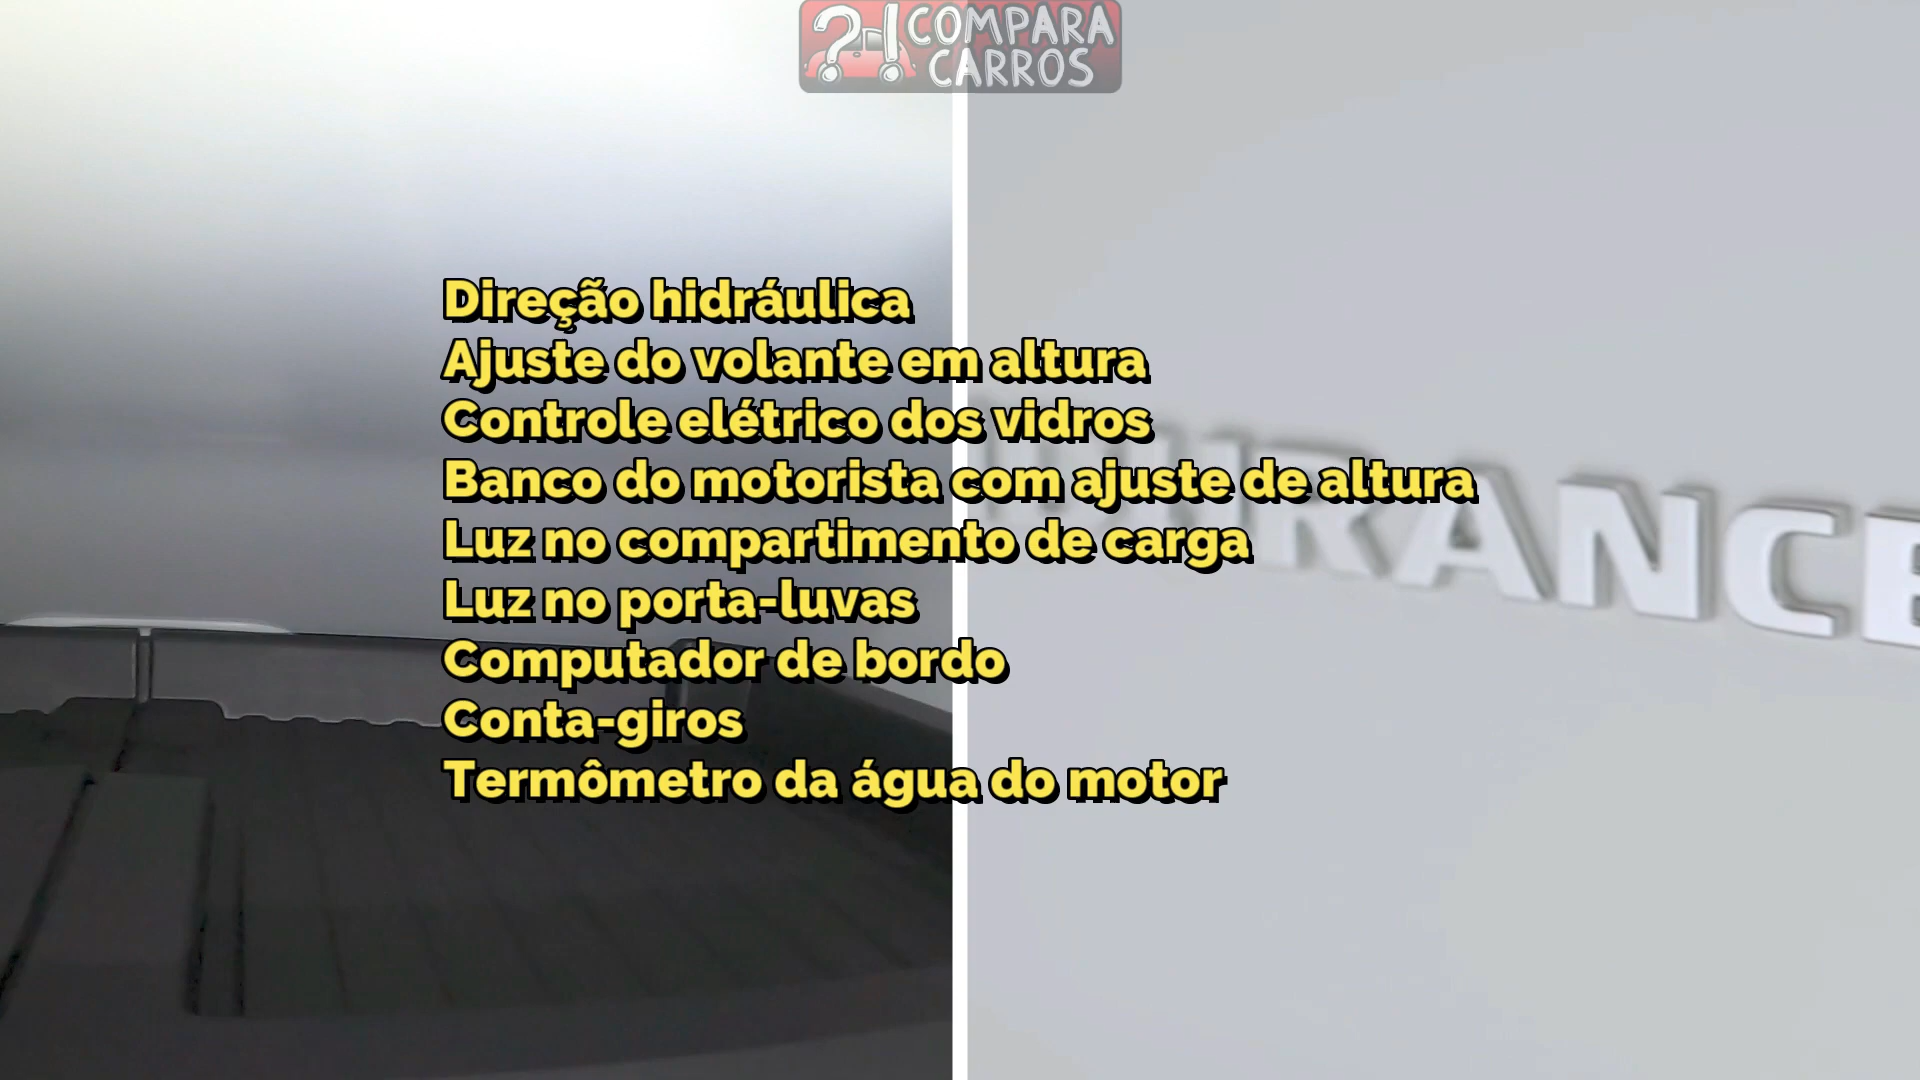 COMPARA
CARROS
Direção hidráulica
Ajuste do volante em altura
Controle elétrico dos vidros
Banco do motorista com ajuste de altura
Luz no compartimento de carga
Luz no porta-luvas
Computador de bordo
Conta-giros
Termômetro da água do motor